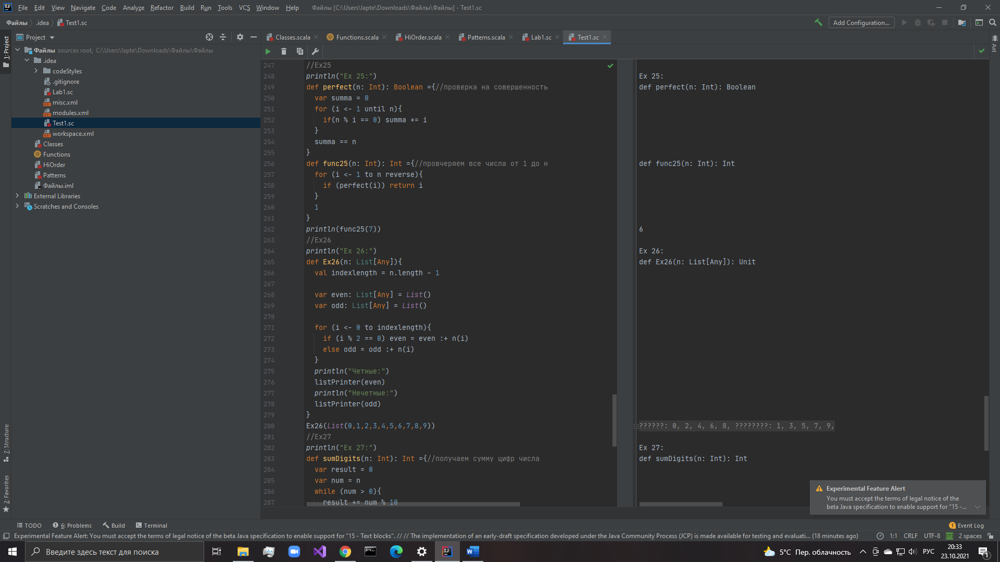 File Edit View Navigate Code Analyze Refactor Build Run Tools VCS Window Help Файлы [C:\Users\lapte\Downloads\Файлы\Файлы] - Test1.sc
Файлы .idea Test1.sc Add Configuration...
Project
Classes.scala Functions.scala HiOrder.scala Patterns.scala Lab1.sc Test1.sc
1: Project
Ant
Файлы sources root, C:\Users\lapte\Downloads\Файлы\Файлы
.idea
codeStyles
.gitignore
Lab1.sc
misc.xml
modules.xml
Test1.sc
workspace.xml
Classes
Functions
HiOrder
Patterns
Файлы.iml
External Libraries
Scratches and Consoles
7: Structure
2: Favorites
247 //Ex25
248 println("Ex 25:")
249 def perfect(n: Int): Boolean ={//проверка на совершенность
250 var summa = 0
251 for (i <- 1 until n){
252 if(n % i == 0) summa += i
253 }
254 summa == n
255 }
256 def func25(n: Int): Int ={//провчеряем все числа от 1 до н
257 for (i <- 1 to n reverse){
258 if (perfect(i)) return i
259 }
260 1
261 }
262 println(func25(7))
263 //Ex26
264 println("Ex 26:")
265 def Ex26(n: List[Any]){
266 val indexlength = n.length - 1
267
268 var even: List[Any] = List()
269 var odd: List[Any] = List()
270
271 for (i <- 0 to indexlength){
272 if (i % 2 == 0) even = even :+ n(i)
273 else odd = odd :+ n(i)
274 }
275 println("Четные:")
276 listPrinter(even)
277 println("Нечетные:")
278 listPrinter(odd)
279 }
280 Ex26(List(0,1,2,3,4,5,6,7,8,9))
281 //Ex27
282 println("Ex 27:")
283 def sumDigits(n: Int): Int ={//получаем сумму цифр числа
284 var result = 0
285 var num = n
286 while (num > 0){
287 result += num % 10
Ex 25:
def perfect(n: Int): Boolean
def func25(n: Int): Int
6
Ex 26:
def Ex26(n: List[Any]): Unit
??????: 0, 2, 4, 6, 8, ????????: 1, 3, 5, 7, 9,
Ex 27:
def sumDigits(n: Int): Int
Experimental Feature Alert
You must accept the terms of legal notice of the
beta Java specification to enable support for "15 -...
TODO 6: Problems Build Terminal 1 Event Log
Experimental Feature Alert: You must accept the terms of legal notice of the beta Java specification to enable support for "15 - Text blocks". // // The implementation of an early-draft specification developed under the Java Community Process (JCP) is made available for testing and evaluati... (18 minutes ago) 1:1 CRLF UTF-8 [T] 2 spaces
Введите здесь текст для поиска 5°C Пер. облачность РУС 20:33
23.10.2021
1